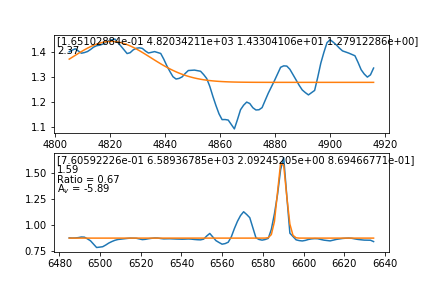 [1.65102884e-01 4.82034211e+03 1.43304106e+01 1.27912286e+00]
2.37
1.4
1.3
1.2
1.1
4800 4820 4840 4860 4880 4900 4920
[7.60592226e-01 6.58936785e+03 2.09245205e+00 8.69466771e-01]
1.59
Ratio = 0.67
Av = -5.89
1.50
1.25
1.00
0.75
6480 6500 6520 6540 6560 6580 6600 6620 6640